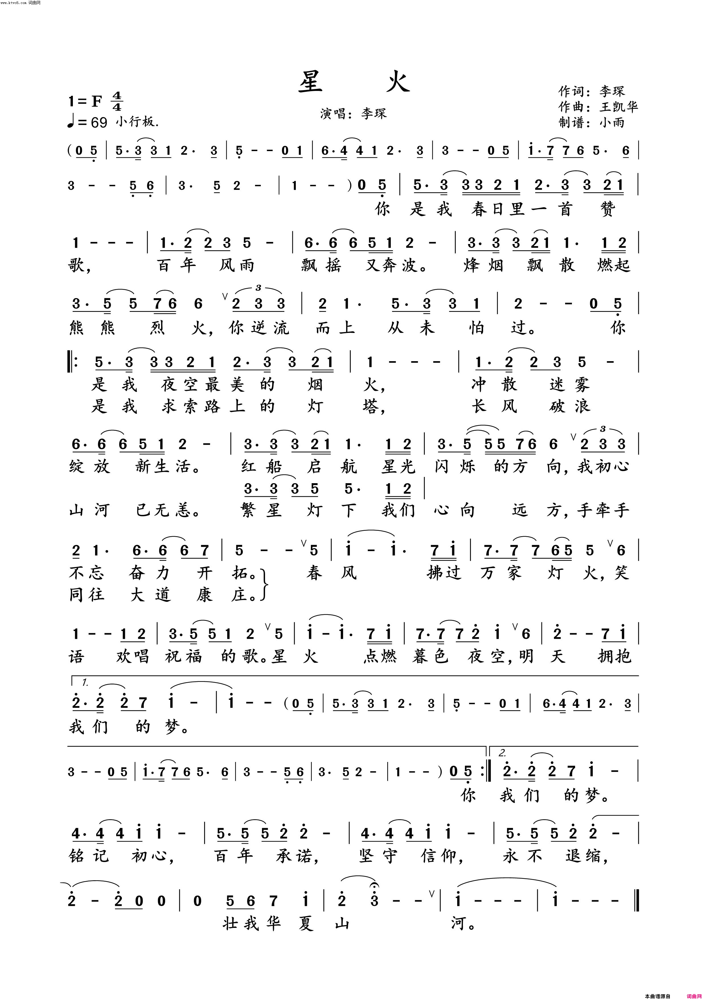 www.ktvc8.com 词曲网
星 火
1= F 4/4
作词：李琛
演唱：李琛
作曲：王凯华
♩= 69 小行板.
制谱：小雨
( 0 5 | 5· 3 3 1 2· 3 | 5 - - 0 1 | 6· 4 4 1 2· 3 | 3 - - 0 5 | i· 7 7 6 5· 6 |
3 - - 5 6 | 3· 5 2 - | 1 - - ) 0 5 | 5· 3 3 3 2 1 2· 3 3 2 1 |
你 是 我 春 日 里 一 首 赞
1 - - - | 1· 2 2 3 5 - | 6· 6 6 5 1 2 - | 3· 3 3 2 1 1· 1 2 |
歌， 百 年 风 雨 飘 摇 又 奔 波。 烽 烟 飘 散 燃 起
3· 5 5 7 6 6 ∨ 3 2 3 3 | 2 1· 5· 3 3 1 | 2 - - 0 5 |
熊 熊 烈 火， 你 逆 流 而 上 从 未 怕 过。 你
‖: 5· 3 3 3 2 1 2· 3 3 2 1 | 1 - - - | 1· 2 2 3 5 - |
是 我 夜 空 最 美 的 烟 火， 冲 散 迷 雾
是 我 求 索 路 上 的 灯 塔， 长 风 破 浪
6· 6 6 5 1 2 - | 3· 3 3 2 1 1· 1 2 | 3· 5 5 5 7 6 6 ∨ 3 2 3 3 |
绽 放 新 生 活。 红 船 启 航 星 光 闪 烁 的 方 向， 我 初 心
3· 3 3 5 5· 1 2 |
山 河 已 无 恙。 繁 星 灯 下 我 们 心 向 远 方， 手 牵 手
2 1· 6· 6 6 7 | 5 - - ∨ 5 | i - i· 7 i | 7· 7 7 6 5 5 ∨ 6 |
不 忘 奋 力 开 拓。 春 风 拂 过 万 家 灯 火， 笑
同 往 大 道 康 庄。
1 - - 1 2 | 3· 5 5 1 2 ∨ 5 | i - i· 7 i | 7· 7 7 2 i ∨ 6 | 2 - - 7 i |
语 欢 唱 祝 福 的 歌。 星 火 点 燃 暮 色 夜 空， 明 天 拥 抱
1.
2· 2 2 7 i - | i - - ( 0 5 | 5· 3 3 1 2· 3 | 5 - - 0 1 | 6· 4 4 1 2· 3 |
我 们 的 梦。
2.
3 - - 0 5 | i· 7 7 6 5· 6 | 3 - - 5 6 | 3· 5 2 - | 1 - - ) 0 5 :‖ 2· 2 2 7 i - |
你 我 们 的 梦。
4· 4 4 i i - | 5· 5 5 2 2 - | 4· 4 4 i i - | 5· 5 5 2 2 - |
铭 记 初 心， 百 年 承 诺， 坚 守 信 仰， 永 不 退 缩，
2 - 2 0 0 | 0 5 6 7 i | 2 3 - - ∨ | i - - - | i - - - ‖
壮 我 华 夏 山 河。
本曲谱源自 词曲网